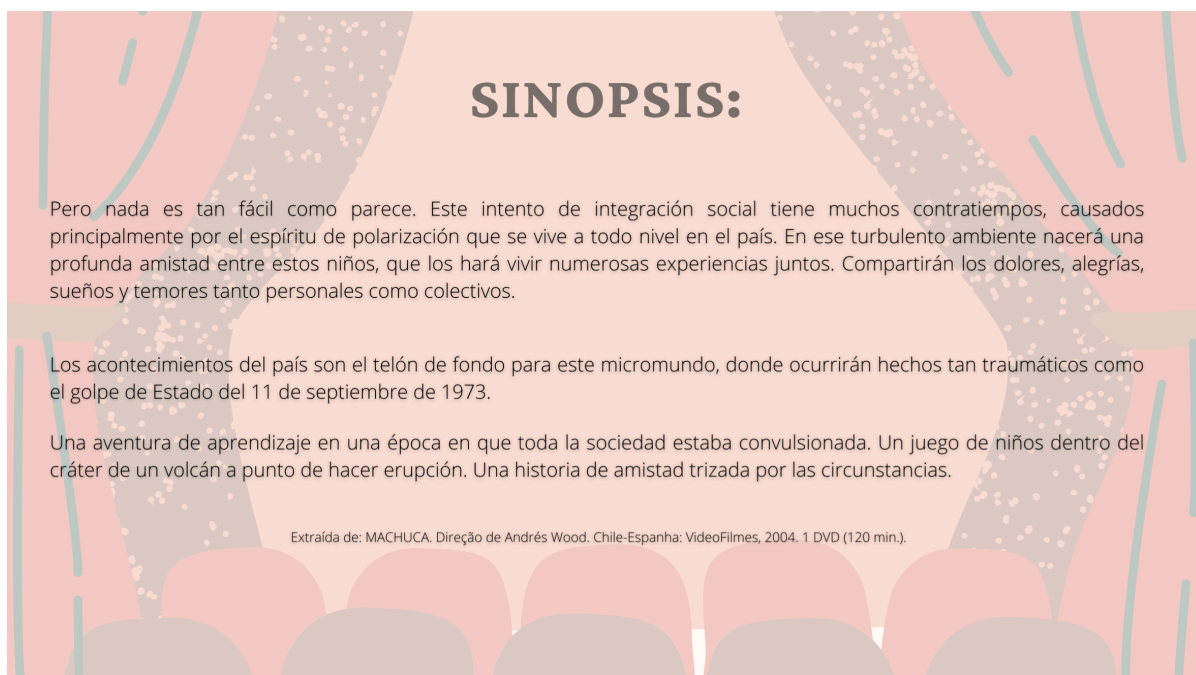 SINOPSIS:
Pero nada es tan fácil como parece. Este intento de integración social tiene muchos contratiempos, causados
principalmente por el espíritu de polarización que se vive a todo nivel en el país. En ese turbulento ambiente nacerá una
profunda amistad entre estos niños, que los hará vivir numerosas experiencias juntos. Compartirán los dolores, alegrías,
sueños y temores tanto personales como colectivos.
Los acontecimientos del país son el telón de fondo para este micromundo, donde ocurrirán hechos tan traumáticos como
el golpe de Estado del 11 de septiembre de 1973.
Una aventura de aprendizaje en una época en que toda la sociedad estaba convulsionada. Un juego de niños dentro del
cráter de un volcán a punto de hacer erupción. Una historia de amistad trizada por las circunstancias.
Extraída de: MACHUCA. Direção de Andrés Wood. Chile-Espanha: VideoFilmes, 2004. 1 DVD (120 min.).